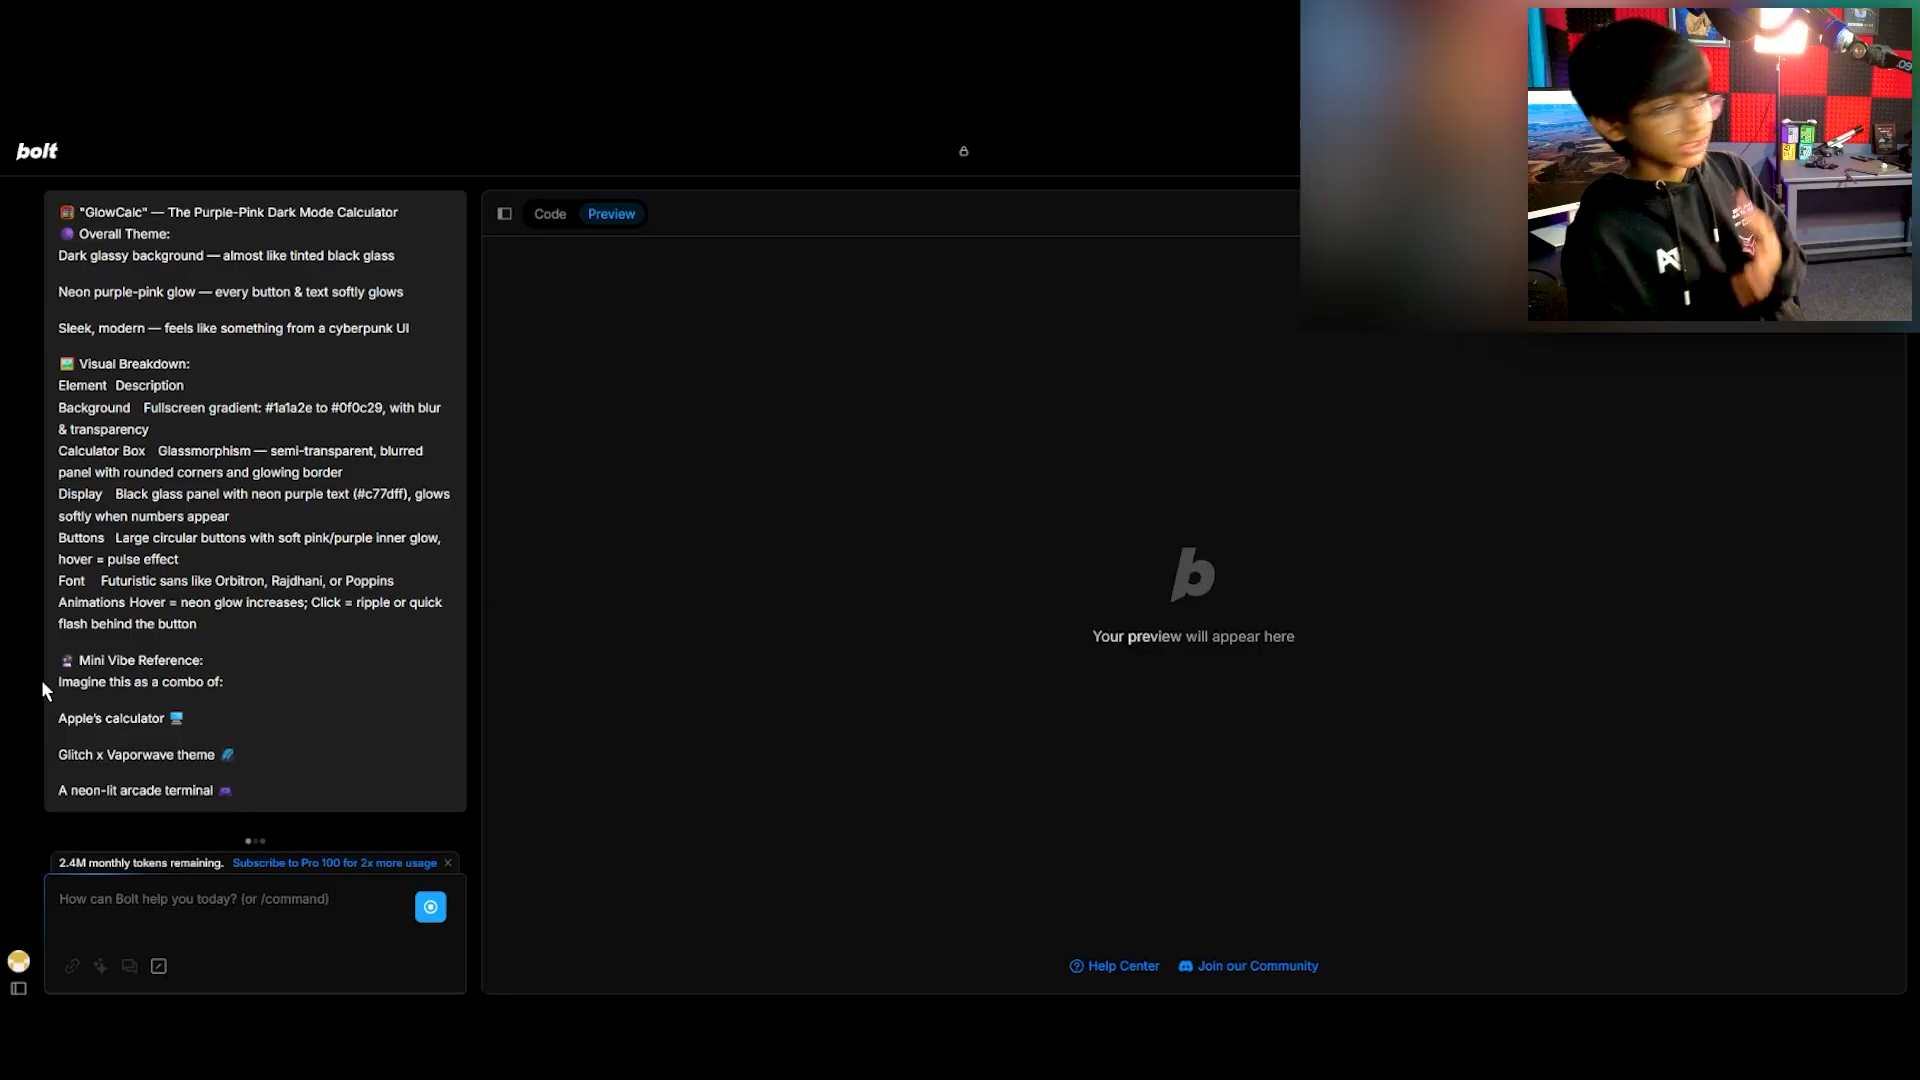 bolt
🧮 "GlowCalc" — The Purple-Pink Dark Mode Calculator
🟣 Overall Theme:
Dark glassy background — almost like tinted black glass
Neon purple-pink glow — every button & text softly glows
Sleek, modern — feels like something from a cyberpunk UI
🖼️ Visual Breakdown:
Element Description
Background Fullscreen gradient: #1a1a2e to #0f0c29, with blur
& transparency
Calculator Box Glassmorphism — semi-transparent, blurred
panel with rounded corners and glowing border
Display Black glass panel with neon purple text (#c77dff), glows
softly when numbers appear
Buttons Large circular buttons with soft pink/purple inner glow,
hover = pulse effect
Font Futuristic sans like Orbitron, Rajdhani, or Poppins
Animations Hover = neon glow increases; Click = ripple or quick
flash behind the button
🔮 Mini Vibe Reference:
Imagine this as a combo of:
Apple's calculator 🖥️
Glitch x Vaporwave theme 🌌
A neon-lit arcade terminal 🎮
2.4M monthly tokens remaining. Subscribe to Pro 100 for 2x more usage
How can Bolt help you today? (or /command)
Code Preview
b
Your preview will appear here
Help Center Join our Community